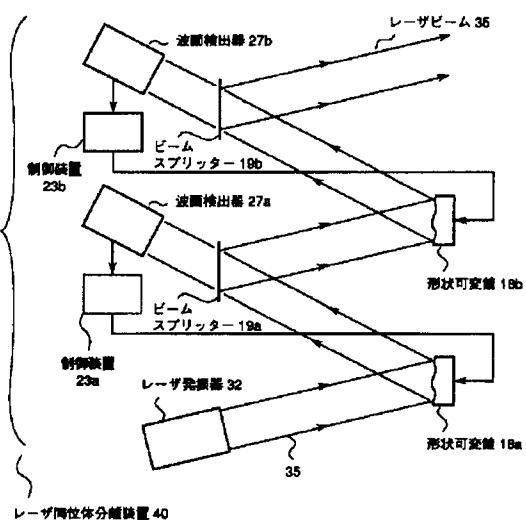 波面検出器 27b
レーザビーム 35
制御装置
23b
ビーム
スプリッター 19b
波面検出器 27a
形状可変鏡 18b
ビーム
スプリッター 19a
制御装置
23a
レーザ発振器 32
35
形状可変鏡 18a
レーザ同位体分離装置 40